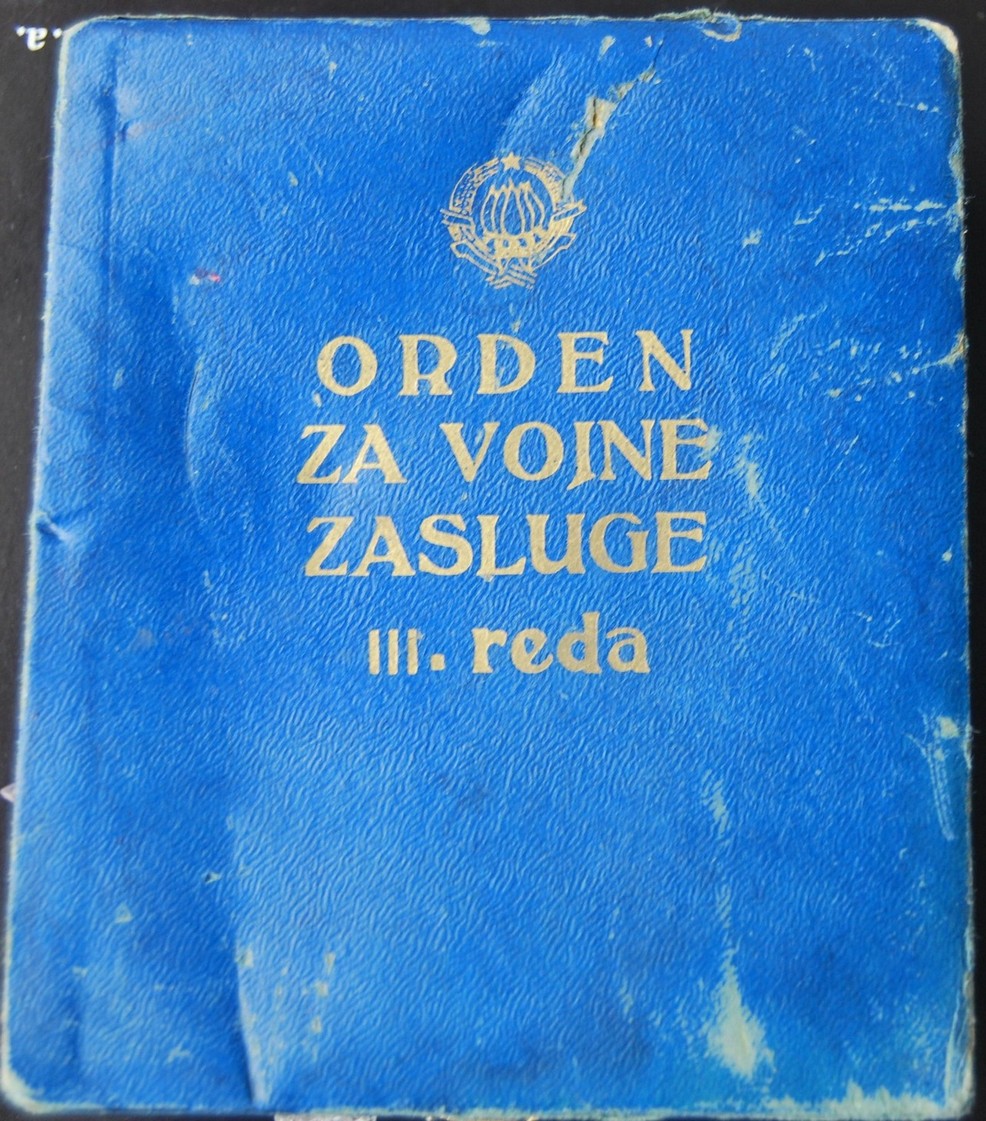 ORDEN
ZA VOJNE
ZASLUGE
III. reda